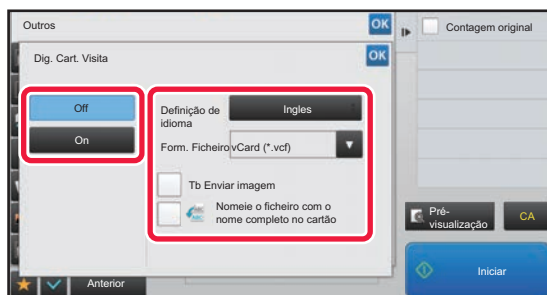 Outros
OK
Contagem original
Dig. Cart. Visita
OK
Off
On
Definição de
idioma
Ingles
Form. Ficheiro
vCard (*.vcf)
Tb Enviar imagem
Nomeie o ficheiro com o
nome completo no cartão
Pré-
visualização
CA
Anterior
Iniciar